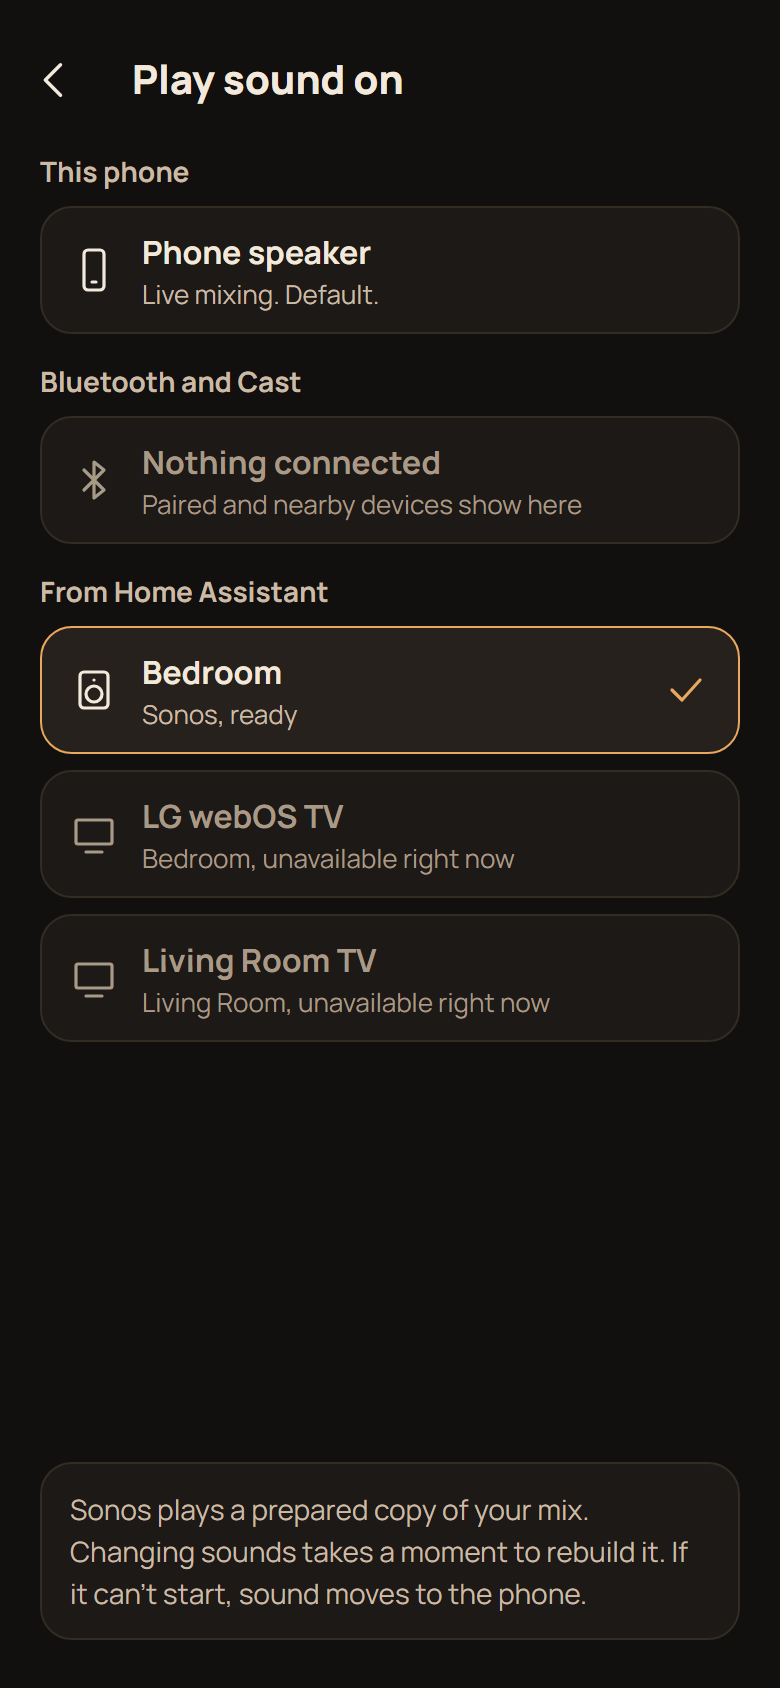 Play sound on
This phone
Phone speaker
Live mixing. Default.
Bluetooth and Cast
Nothing connected
Paired and nearby devices show here
From Home Assistant
Bedroom
Sonos, ready
LG webOS TV
Bedroom, unavailable right now
Living Room TV
Living Room, unavailable right now
Sonos plays a prepared copy of your mix.
Changing sounds takes a moment to rebuild it. If
it can’t start, sound moves to the phone.